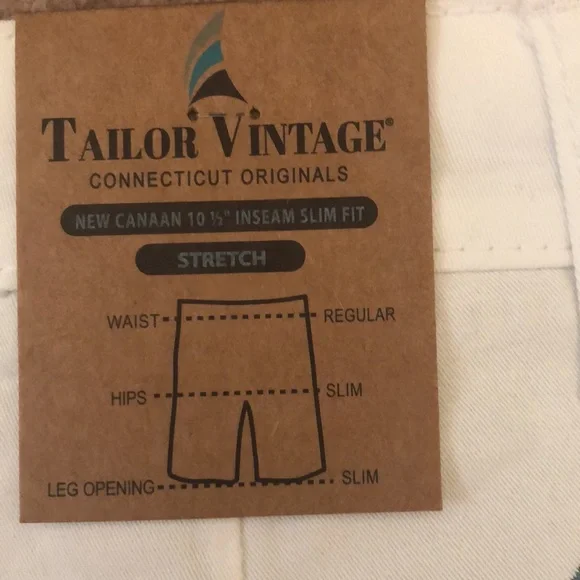 TAILOR VINTAGE®
CONNECTICUT ORIGINALS
NEW CANAAN 10 ½" INSEAM SLIM FIT
STRETCH
WAIST REGULAR
HIPS SLIM
LEG OPENING SLIM